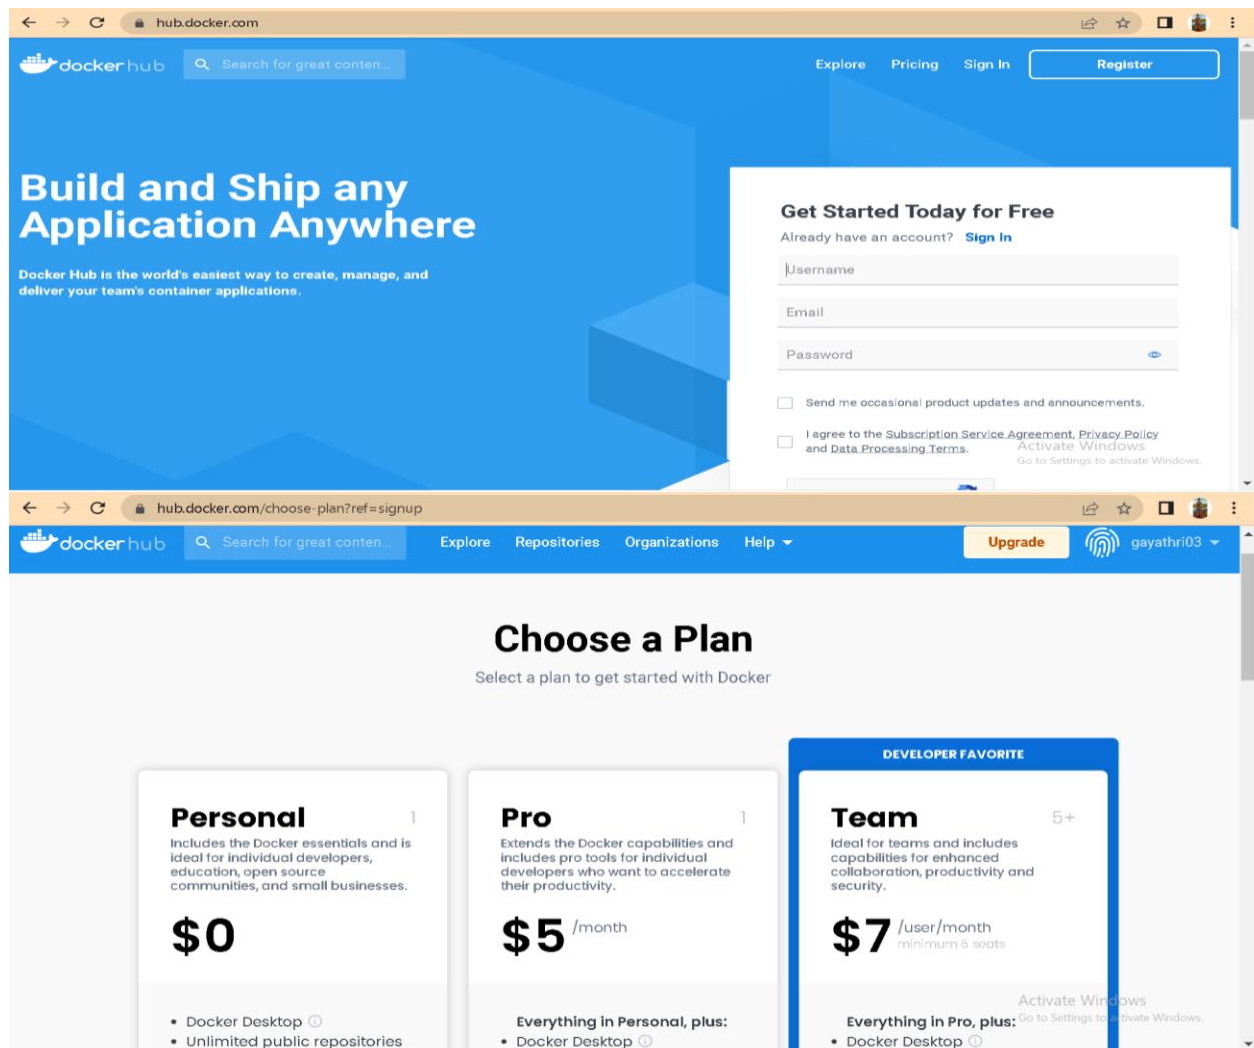 hub.docker.com
dockerhub
Search for great conten...
Explore Pricing Sign In Register
Build and Ship any
Application Anywhere
Docker Hub is the world's easiest way to create, manage, and
deliver your team's container applications.
Get Started Today for Free
Already have an account? Sign In
Username
Email
Password
Send me occasional product updates and announcements.
I agree to the Subscription Service Agreement, Privacy Policy
and Data Processing Terms.
Activate Windows
Go to Settings to activate Windows.
hub.docker.com/choose-plan?ref=signup
dockerhub
Search for great conten...
Explore Repositories Organizations Help
Upgrade
gayathri03
Choose a Plan
Select a plan to get started with Docker
Personal 1
Includes the Docker essentials and is
ideal for individual developers,
education, open source
communities, and small businesses.
$0
Docker Desktop
Unlimited public repositories
Pro 1
Extends the Docker capabilities and
includes pro tools for individual
developers who want to accelerate
their productivity.
$5 /month
Everything in Personal, plus:
Docker Desktop
DEVELOPER FAVORITE
Team 5+
Ideal for teams and includes
capabilities for enhanced
collaboration, productivity and
security.
$7 /user/month
minimum 5 seats
Everything in Pro, plus:
Docker Desktop
Activate Windows
Go to Settings to activate Windows.